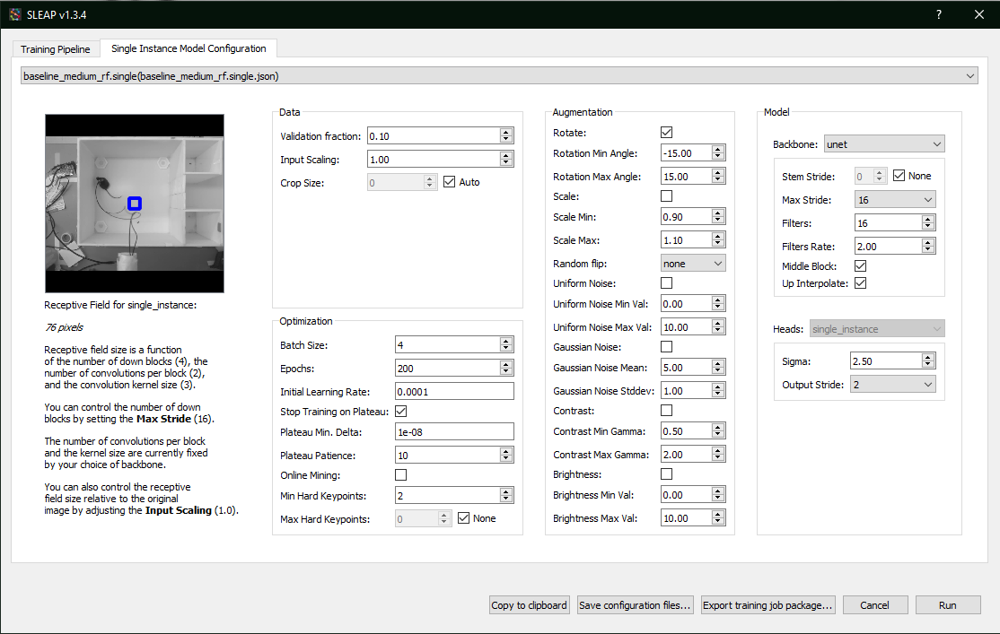 SLEAP v1.3.4
?
Training Pipeline
Single Instance Model Configuration
baseline_medium_rf.single(baseline_medium_rf.single.json)
Receptive Field for single_instance:
76 pixels
Receptive field size is a function
of the number of down blocks (4), the
number of convolutions per block (2),
and the convolution kernel size (3).
You can control the number of down
blocks by setting the Max Stride (16).
The number of convolutions per block
and the kernel size are currently fixed
by your choice of backbone.
You can also control the receptive
field size relative to the original
image by adjusting the Input Scaling (1.0).
Data
Validation fraction: 0.10
Input Scaling: 1.00
Crop Size: 0 Auto
Optimization
Batch Size: 4
Epochs: 200
Initial Learning Rate: 0.0001
Stop Training on Plateau:
Plateau Min. Delta: 1e-08
Plateau Patience: 10
Online Mining:
Min Hard Keypoints: 2
Max Hard Keypoints: 0 None
Augmentation
Rotate:
Rotation Min Angle: -15.00
Rotation Max Angle: 15.00
Scale:
Scale Min: 0.90
Scale Max: 1.10
Random flip: none
Uniform Noise:
Uniform Noise Min Val: 0.00
Uniform Noise Max Val: 10.00
Gaussian Noise:
Gaussian Noise Mean: 5.00
Gaussian Noise Stddev: 1.00
Contrast:
Contrast Min Gamma: 0.50
Contrast Max Gamma: 2.00
Brightness:
Brightness Min Val: 0.00
Brightness Max Val: 10.00
Model
Backbone: unet
Stem Stride: 0 None
Max Stride: 16
Filters: 16
Filters Rate: 2.00
Middle Block:
Up Interpolate:
Heads: single_instance
Sigma: 2.50
Output Stride: 2
Copy to clipboard
Save configuration files...
Export training job package...
Cancel
Run